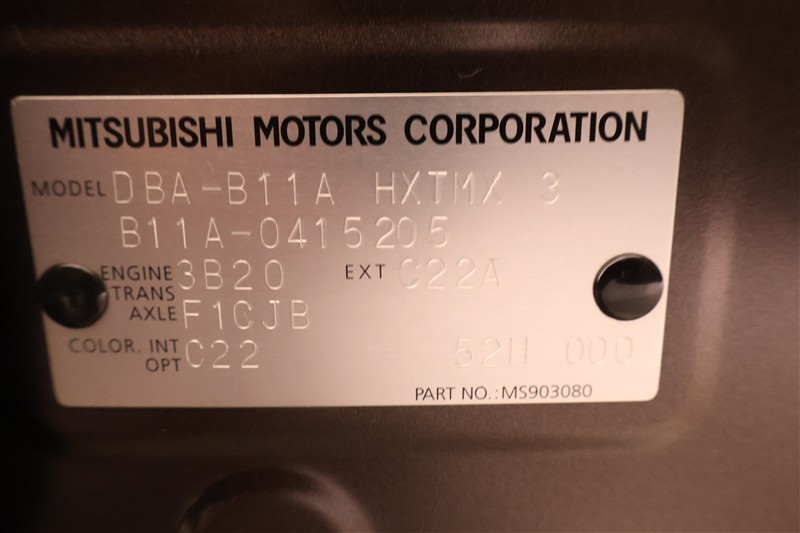 MITSUBISHI MOTORS CORPORATION
MODEL DBA-B11A HXTMX 3
B11A-0415205
ENGINE 3B20 EXT C22A
TRANS
AXLE F1CJB
COLOR. INT
OPT C22 52H 000
PART NO.:MS903080